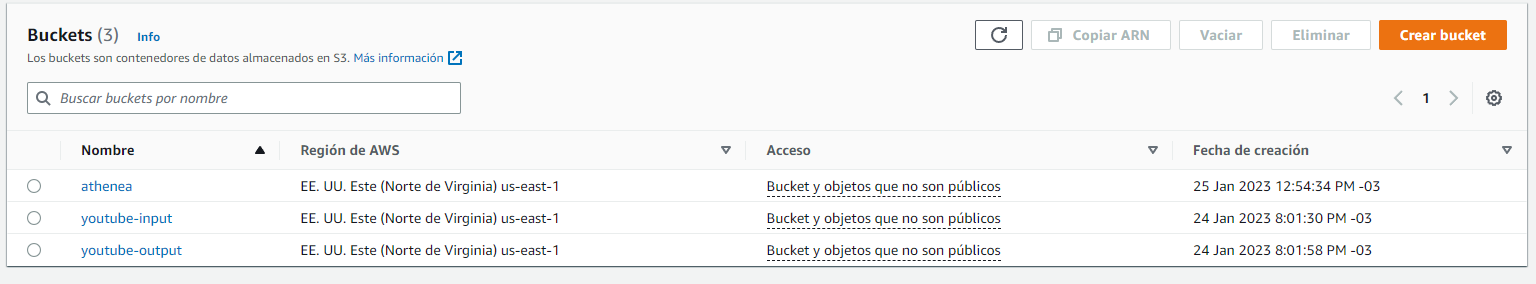 Buckets (3) Info
Los buckets son contenedores de datos almacenados en S3. Más información
Copiar ARN Vaciar Eliminar Crear bucket
Buscar buckets por nombre
1
Nombre Región de AWS Acceso Fecha de creación
athenea EE. UU. Este (Norte de Virginia) us-east-1 Bucket y objetos que no son públicos 25 Jan 2023 12:54:34 PM -03
youtube-input EE. UU. Este (Norte de Virginia) us-east-1 Bucket y objetos que no son públicos 24 Jan 2023 8:01:30 PM -03
youtube-output EE. UU. Este (Norte de Virginia) us-east-1 Bucket y objetos que no son públicos 24 Jan 2023 8:01:58 PM -03